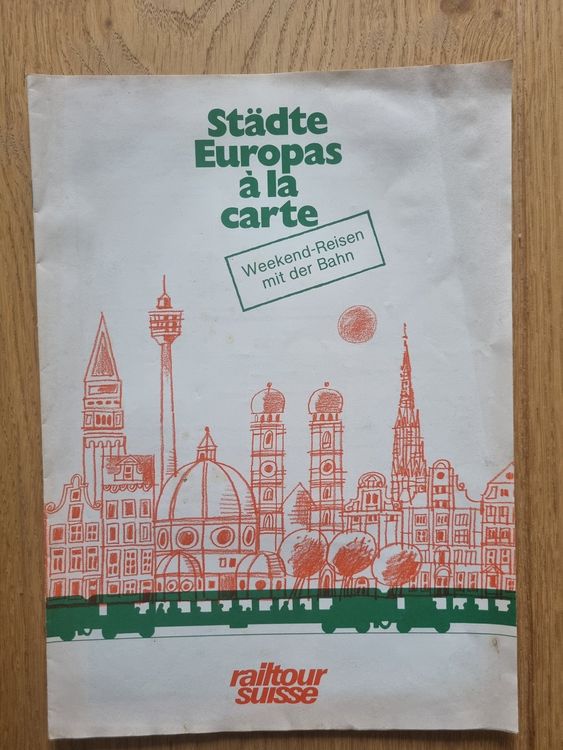 Städte
Europas
à la
carte
Weekend-Reisen
mit der Bahn
railtour
suisse